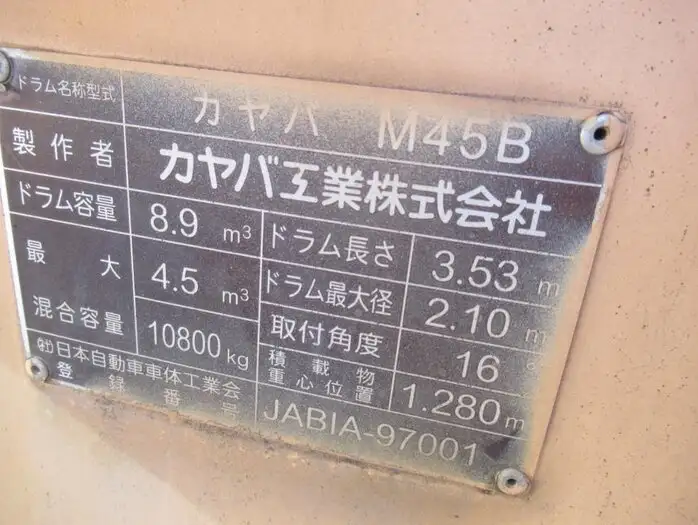 ドラム名称型式 カヤバ M45B
製作者 カヤバ工業株式会社
ドラム容量 8.9 m³ ドラム長さ 3.53 m
最大混合容量 4.5 m³ ドラム最大径 2.10 m
10800 kg 取付角度 16 °
積載物重心位置 1.280 m
㈳日本自動車車体工業会
登録番号 JABIA-97001